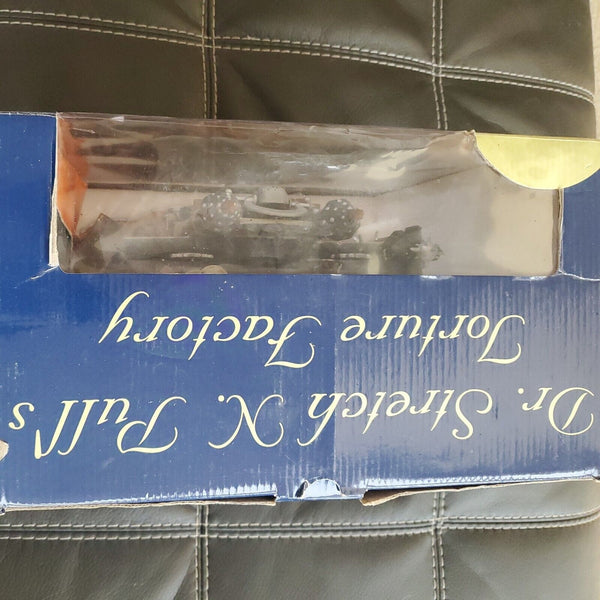 Dr. Stretch N. Pull's
Torture Factory